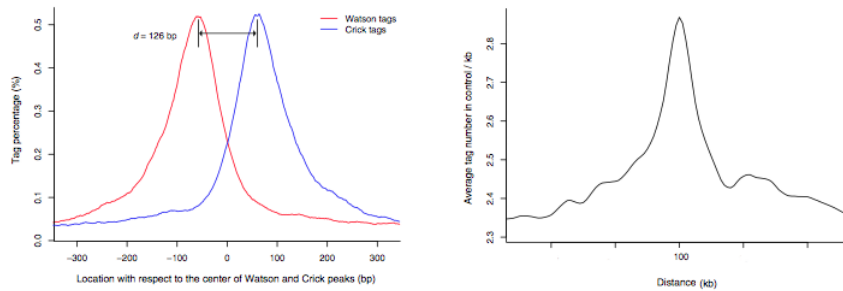 Watson tags
Crick tags
d = 126 bp
Tag percentage (%)
0.0
0.1
0.2
0.3
0.4
0.5
−300
−200
−100
0
100
200
300
Location with respect to the center of Watson and Crick peaks (bp)
Average tag number in control / kb
2.3
2.4
2.5
2.6
2.7
2.8
100
Distance (kb)